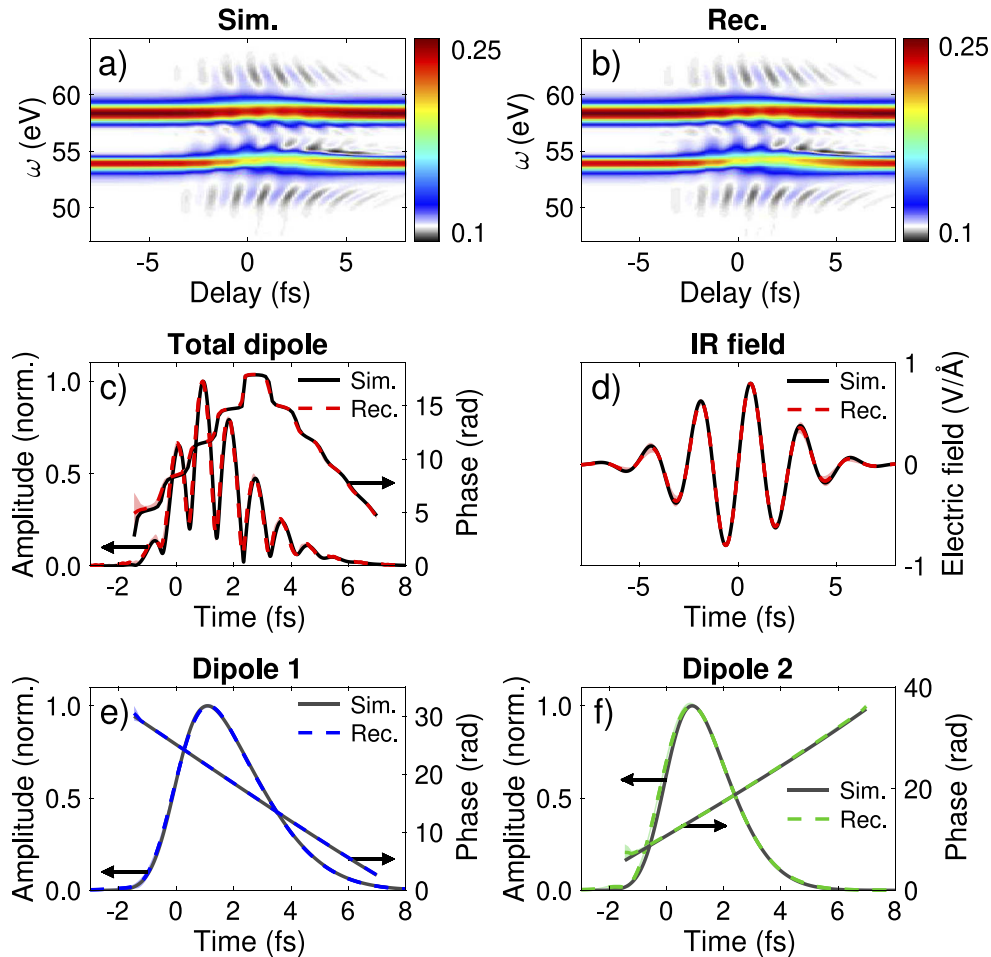 Sim.
a)
ω (eV)
60
55
50
-5
0
5
Delay (fs)
0.25
0.1
Rec.
b)
ω (eV)
60
55
50
-5
0
5
Delay (fs)
0.25
0.1
Total dipole
c)
Sim.
Rec.
Amplitude (norm.)
1.0
0.5
0.0
Phase (rad)
15
10
5
0
-2
0
2
4
6
8
Time (fs)
IR field
d)
Sim.
Rec.
Electric field (V/Å)
1
0
-1
-5
0
5
Time (fs)
Dipole 1
e)
Sim.
Rec.
Amplitude (norm.)
1.0
0.5
0.0
Phase (rad)
30
20
10
0
-2
0
2
4
6
8
Time (fs)
Dipole 2
f)
Sim.
Rec.
Amplitude (norm.)
1.0
0.5
0.0
Phase (rad)
40
20
0
-2
0
2
4
6
8
Time (fs)